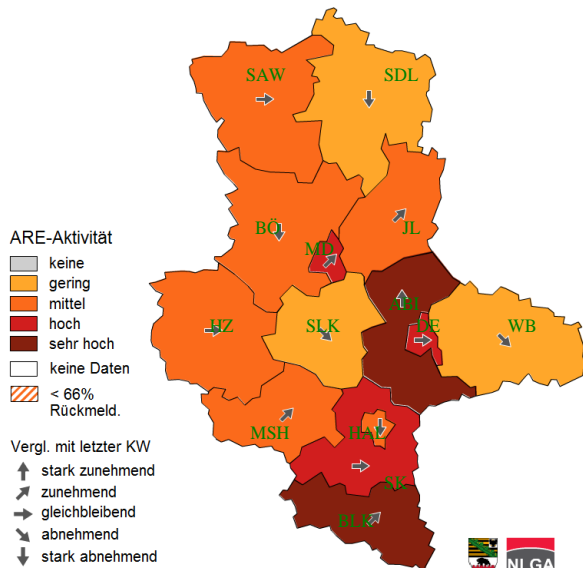 SAW
SDL
BÖ
JL
MD
ABI
HZ
SLK
DE
WB
MSH
HAL
SK
BLK
ARE-Aktivität
keine
gering
mittel
hoch
sehr hoch
keine Daten
< 66%
Rückmeld.
Vergl. mit letzter KW
stark zunehmend
zunehmend
gleichbleibend
abnehmend
stark abnehmend
NLGA